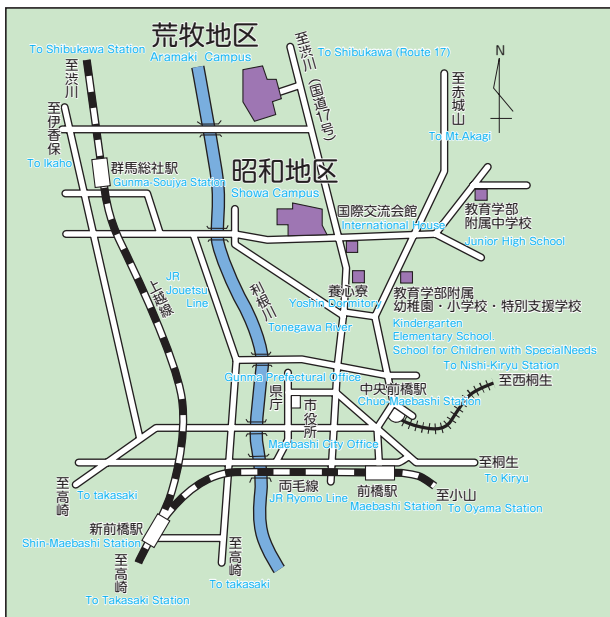 荒牧地区
Aramaki Campus
To Shibukawa Station
至渋川
至渋川(国道17号)
To Shibukawa (Route 17)
N
至赤城山
To Mt.Akagi
至伊香保
To Ikaho
群馬総社駅
Gunma-Soujya Station
昭和地区
Showa Campus
国際交流会館
International House
教育学部
附属中学校
Junior High School
上越線
JR
Jouetsu
Line
利根川
Tonegawa River
養心寮
Yoshin Dormitory
教育学部附属
幼稚園・小学校・特別支援学校
Kindergarten
Elementary School.
School for Children with SpecialNeeds
To Nishi-Kiryu Station
至西桐生
Gunma Prefectural Office
県庁
市役所
Maebashi City Office
中央前橋駅
Chuo-Maebashi Station
至桐生
To Kiryu
至高崎
To takasaki
両毛線
JR Ryomo Line
前橋駅
Maebashi Station
至小山
To Oyama Station
新前橋駅
Shin-Maebashi Station
至高崎
To Takasaki Station
至高崎
To takasaki